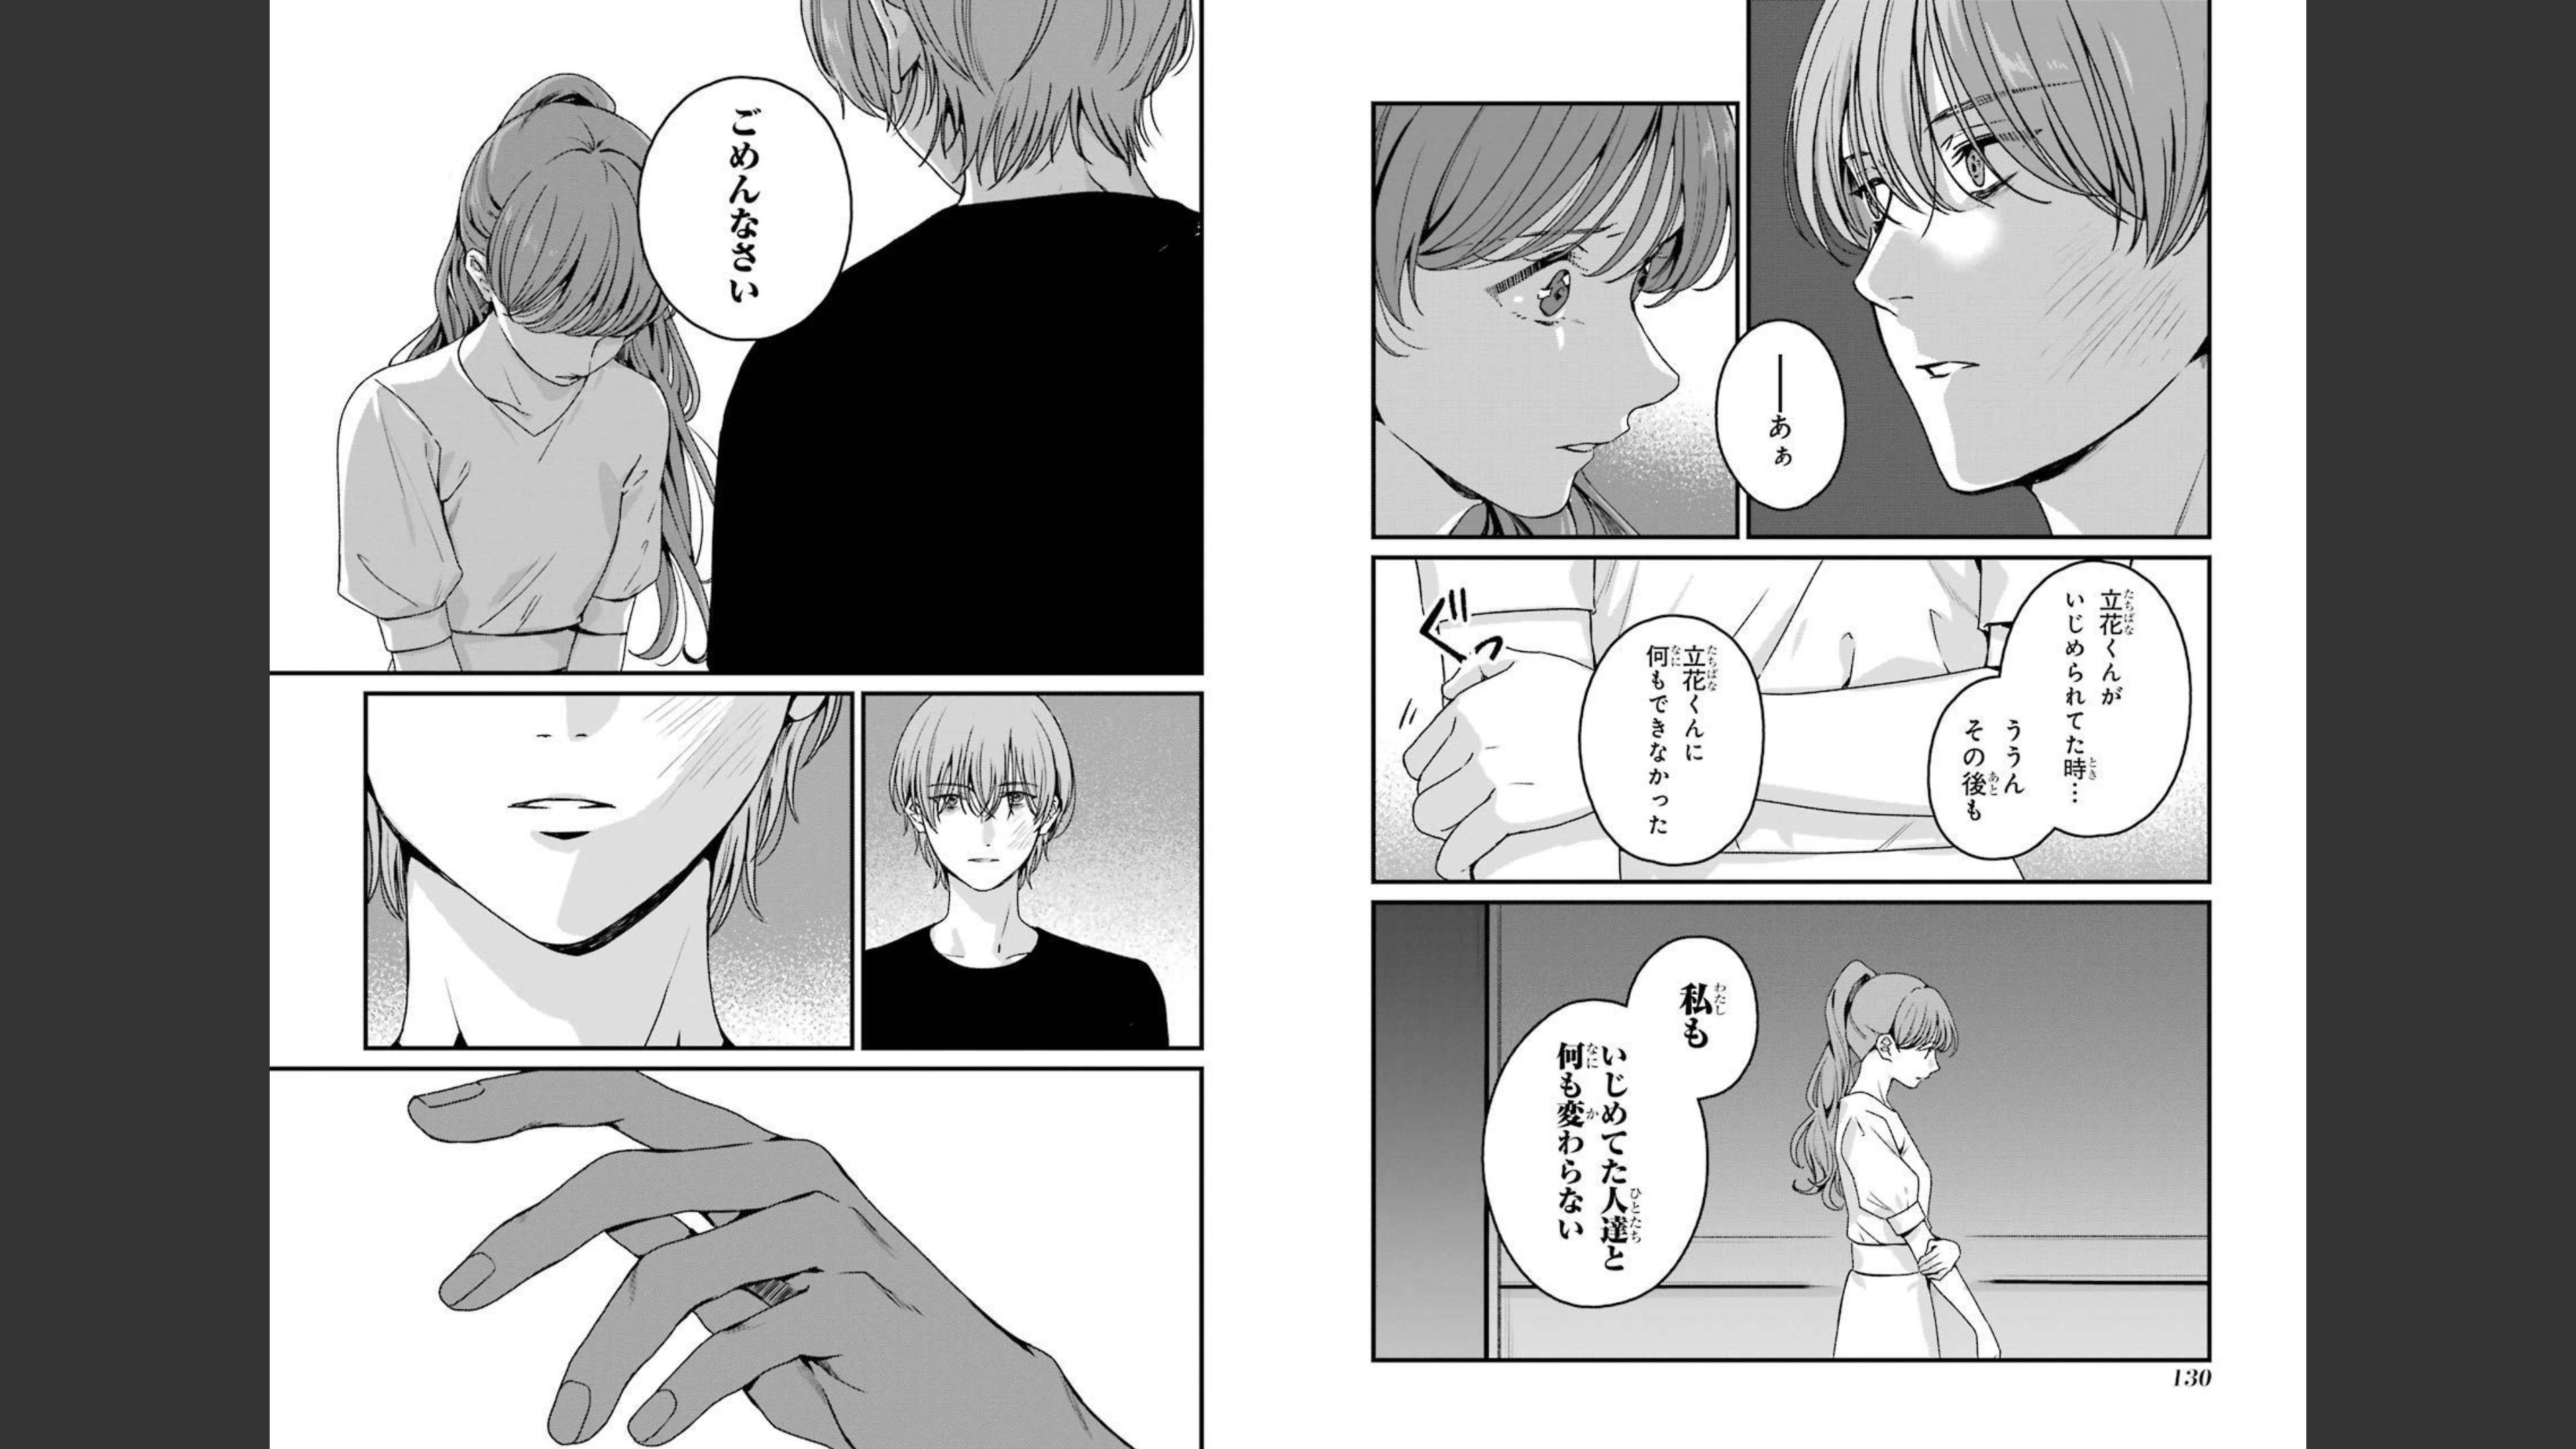 ――あぁ
立花くんが
いじめられてた時…
ううん
その後も
立花くんに
何もできなかった
ぐっ
私も
いじめてた人達と
何も変わらない
130
ごめんなさい